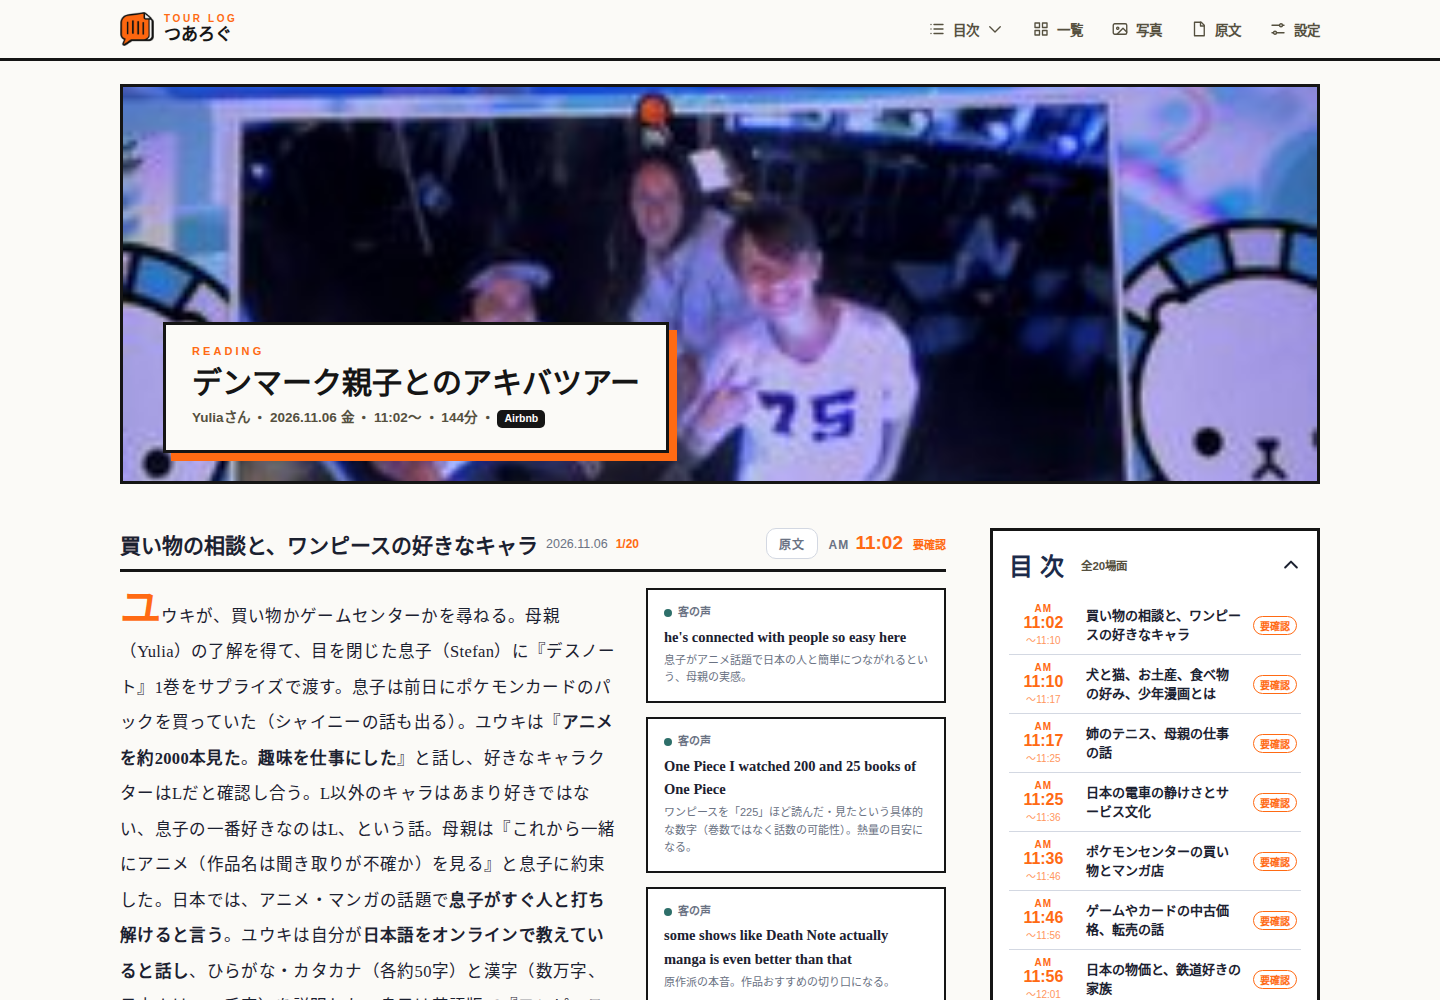 TOUR LOG
つあろぐ
目次
一覧
写真
原文
設定
75
READING
デンマーク親子とのアキバツアー
Yuliaさん ・ 2026.11.06 金 ・ 11:02〜 ・ 144分 ・ Airbnb
買い物の相談と、ワンピースの好きなキャラ 2026.11.06 1/20
原文 AM 11:02 要確認
ユウキが、買い物かゲームセンターかを尋ねる。母親
（Yulia）の了解を得て、目を閉じた息子（Stefan）に『デスノー
ト』1巻をサプライズで渡す。息子は前日にポケモンカードのパ
ックを買っていた（シャイニーの話も出る）。ユウキは『アニメ
を約2000本見た。趣味を仕事にした』と話し、好きなキャラク
ターはLだと確認し合う。L以外のキャラはあまり好きではな
い、息子の一番好きなのはL、という話。母親は『これから一緒
にアニメ（作品名は聞き取りが不確か）を見る』と息子に約束
した。日本では、アニメ・マンガの話題で息子がすぐ人と打ち
解けると言う。ユウキは自分が日本語をオンラインで教えてい
ると話し、ひらがな・カタカナ（各約50字）と漢字（数万字、
客の声
he's connected with people so easy here
息子がアニメ話題で日本の人と簡単につながれるとい
う、母親の実感。
客の声
One Piece I watched 200 and 25 books of
One Piece
ワンピースを「225」ほど読んだ・見たという具体的
な数字（巻数ではなく話数の可能性）。熱量の目安に
なる。
客の声
some shows like Death Note actually
manga is even better than that
原作派の本音。作品おすすめの切り口になる。
目次 全20場面
AM
11:02
〜11:10
買い物の相談と、ワンピー
スの好きなキャラ
要確認
AM
11:10
〜11:17
犬と猫、お土産、食べ物
の好み、少年漫画とは
要確認
AM
11:17
〜11:25
姉のテニス、母親の仕事
の話
要確認
AM
11:25
〜11:36
日本の電車の静けさとサ
ービス文化
要確認
AM
11:36
〜11:46
ポケモンセンターの買い
物とマンガ店
要確認
AM
11:46
〜11:56
ゲームやカードの中古価
格、転売の話
要確認
AM
11:56
〜12:01
日本の物価と、鉄道好きの
家族
要確認